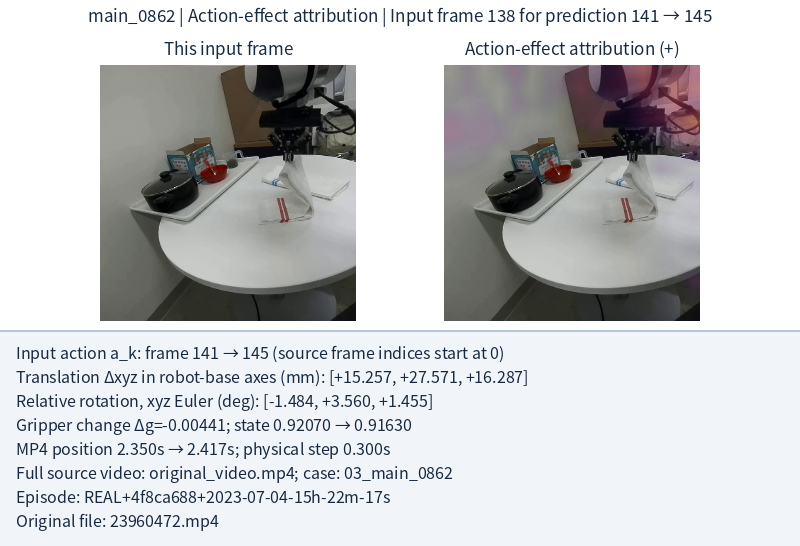 main_0862 | Action-effect attribution | Input frame 138 for prediction 141 → 145
This input frame
Action-effect attribution (+)
Input action a_k: frame 141 → 145 (source frame indices start at 0)
Translation Δxyz in robot-base axes (mm): [+15.257, +27.571, +16.287]
Relative rotation, xyz Euler (deg): [-1.484, +3.560, +1.455]
Gripper change Δg=-0.00441; state 0.92070 → 0.91630
MP4 position 2.350s → 2.417s; physical step 0.300s
Full source video: original_video.mp4; case: 03_main_0862
Episode: REAL+4f8ca688+2023-07-04-15h-22m-17s
Original file: 23960472.mp4